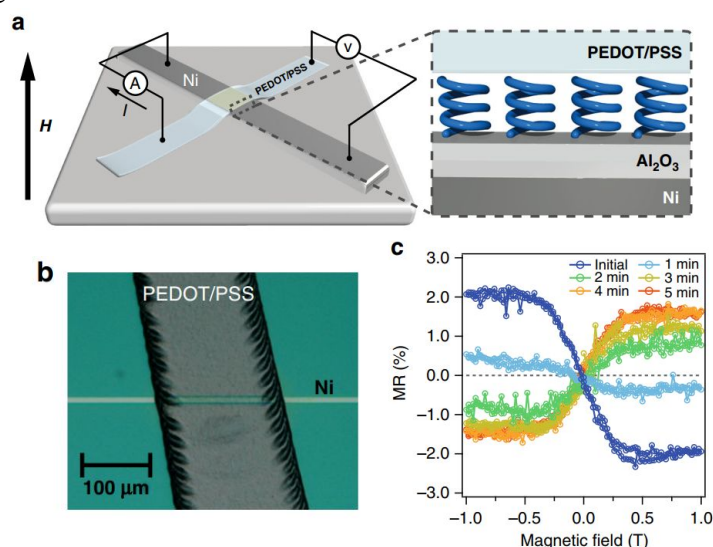 a
H
A
I
Ni
PEDOT/PSS
V
PEDOT/PSS
Al₂O₃
Ni
b
PEDOT/PSS
Ni
100 μm
c
Initial
1 min
2 min
3 min
4 min
5 min
MR (%)
3.0
2.0
1.0
0.0
–1.0
–2.0
–3.0
–1.0
–0.5
0.0
0.5
1.0
Magnetic field (T)